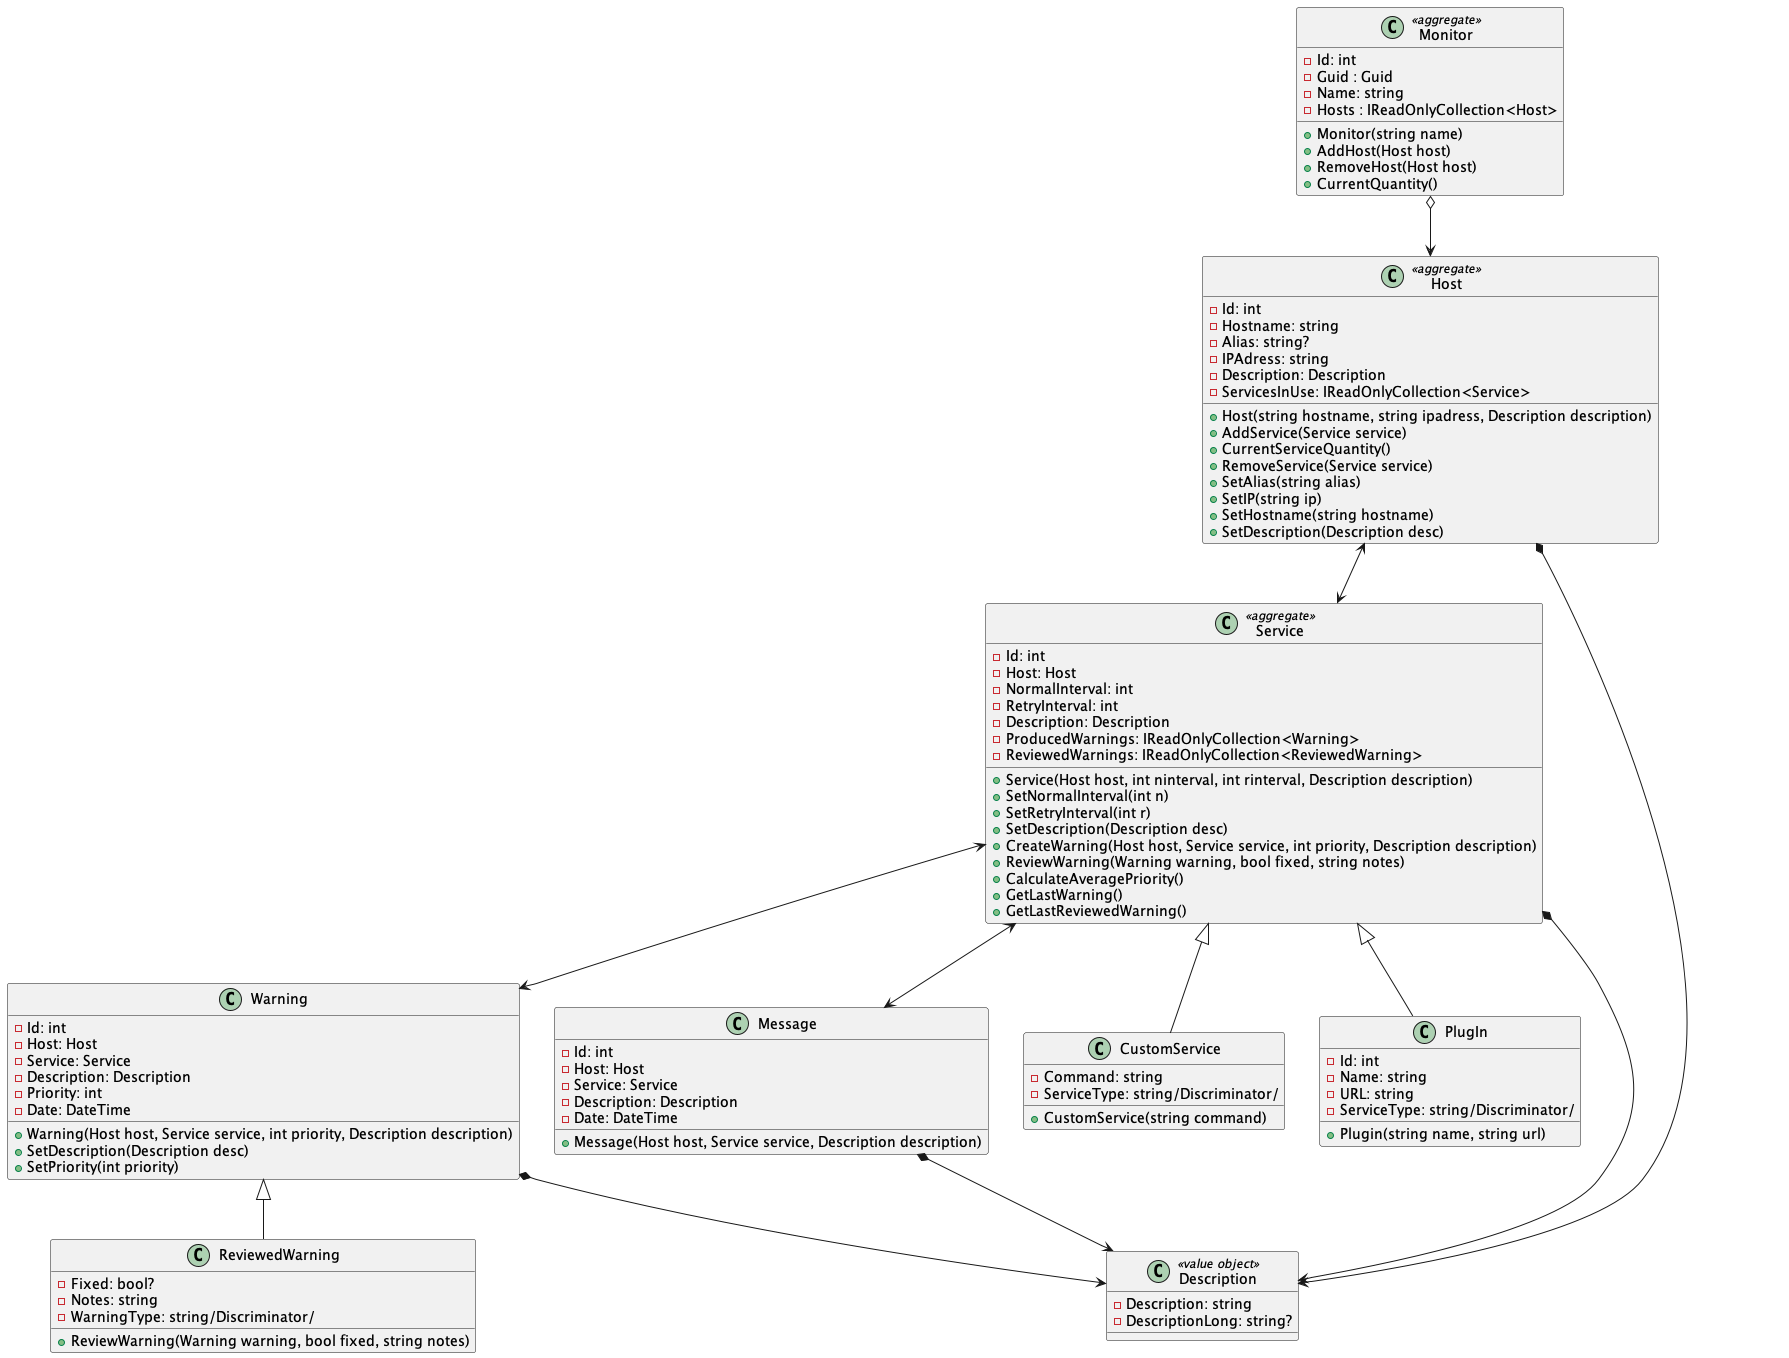 C
«aggregate»
Monitor
Id: int
Guid : Guid
Name: string
Hosts : IReadOnlyCollection<Host>
Monitor(string name)
AddHost(Host host)
RemoveHost(Host host)
CurrentQuantity()
C
«aggregate»
Host
Id: int
Hostname: string
Alias: string?
IPAdress: string
Description: Description
ServicesInUse: IReadOnlyCollection<Service>
Host(string hostname, string ipadress, Description description)
AddService(Service service)
CurrentServiceQuantity()
RemoveService(Service service)
SetAlias(string alias)
SetIP(string ip)
SetHostname(string hostname)
SetDescription(Description desc)
C
«aggregate»
Service
Id: int
Host: Host
NormalInterval: int
RetryInterval: int
Description: Description
ProducedWarnings: IReadOnlyCollection<Warning>
ReviewedWarnings: IReadOnlyCollection<ReviewedWarning>
Service(Host host, int ninterval, int rinterval, Description description)
SetNormalInterval(int n)
SetRetryInterval(int r)
SetDescription(Description desc)
CreateWarning(Host host, Service service, int priority, Description description)
ReviewWarning(Warning warning, bool fixed, string notes)
CalculateAveragePriority()
GetLastWarning()
GetLastReviewedWarning()
C Warning
Id: int
Host: Host
Service: Service
Description: Description
Priority: int
Date: DateTime
Warning(Host host, Service service, int priority, Description description)
SetDescription(Description desc)
SetPriority(int priority)
C Message
Id: int
Host: Host
Service: Service
Description: Description
Date: DateTime
Message(Host host, Service service, Description description)
C CustomService
Command: string
ServiceType: string/Discriminator/
CustomService(string command)
C PlugIn
Id: int
Name: string
URL: string
ServiceType: string/Discriminator/
Plugin(string name, string url)
C ReviewedWarning
Fixed: bool?
Notes: string
WarningType: string/Discriminator/
ReviewWarning(Warning warning, bool fixed, string notes)
C
«value object»
Description
Description: string
DescriptionLong: string?